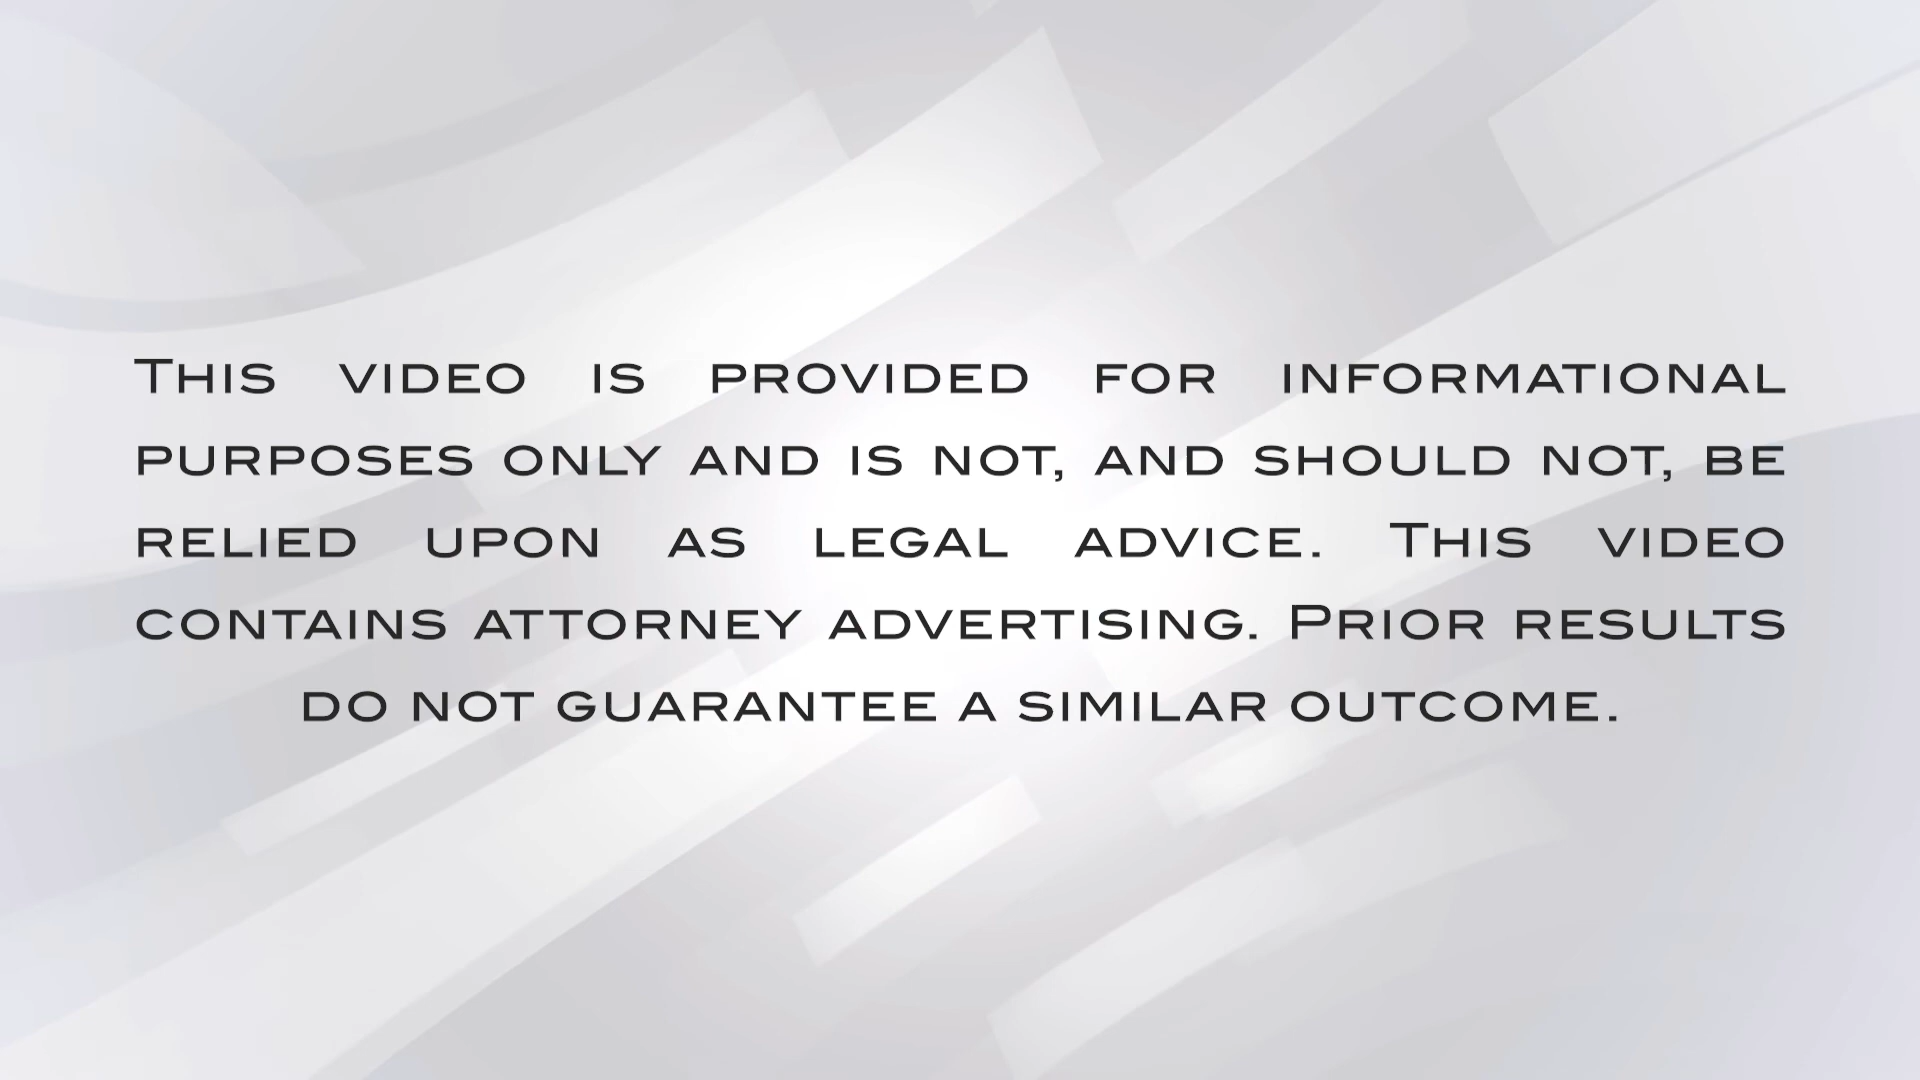 This video is provided for informational
purposes only and is not, and should not, be
relied upon as legal advice. This video
contains attorney advertising. Prior results
do not guarantee a similar outcome.